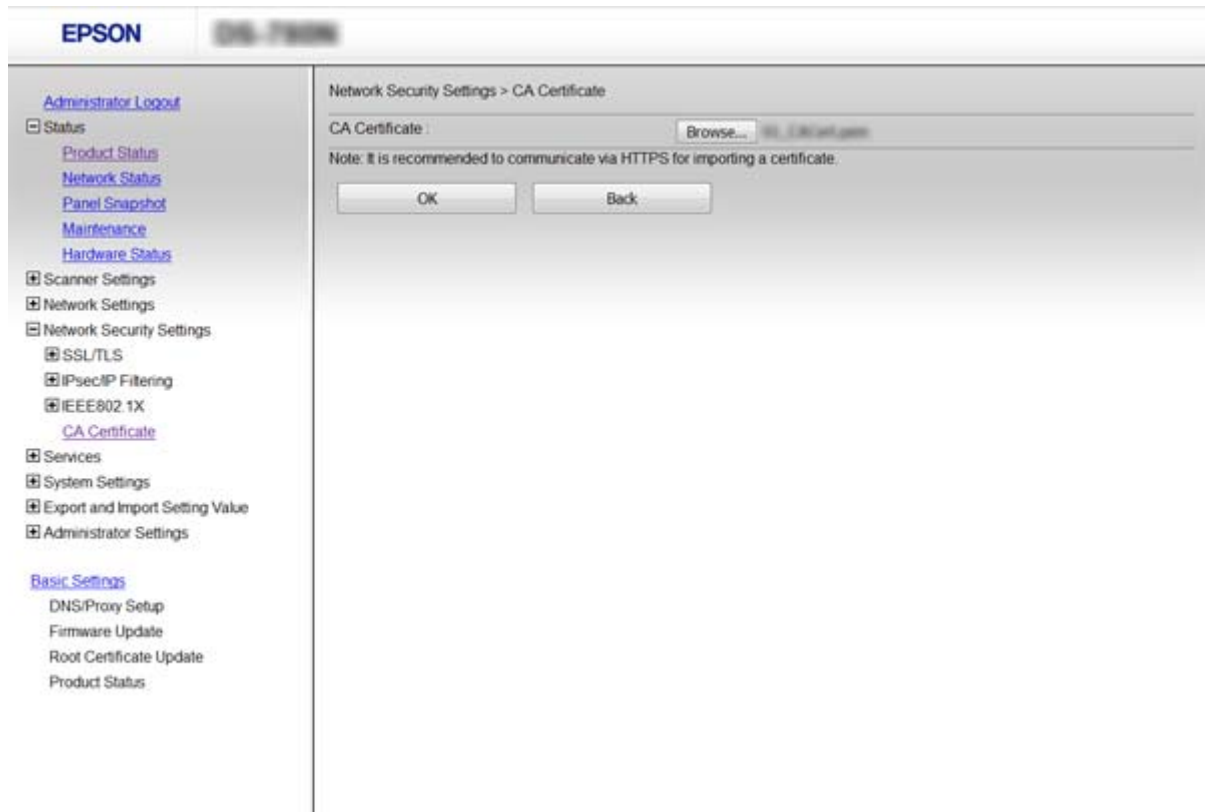 EPSON
Administrator Logout
Status
Product Status
Network Status
Panel Snapshot
Maintenance
Hardware Status
Scanner Settings
Network Settings
Network Security Settings
SSL/TLS
IPsec/IP Filtering
IEEE802.1X
CA Certificate
Services
System Settings
Export and Import Setting Value
Administrator Settings
Basic Settings
DNS/Proxy Setup
Firmware Update
Root Certificate Update
Product Status
Network Security Settings > CA Certificate
CA Certificate : Browse...
Note: It is recommended to communicate via HTTPS for importing a certificate.
OK Back